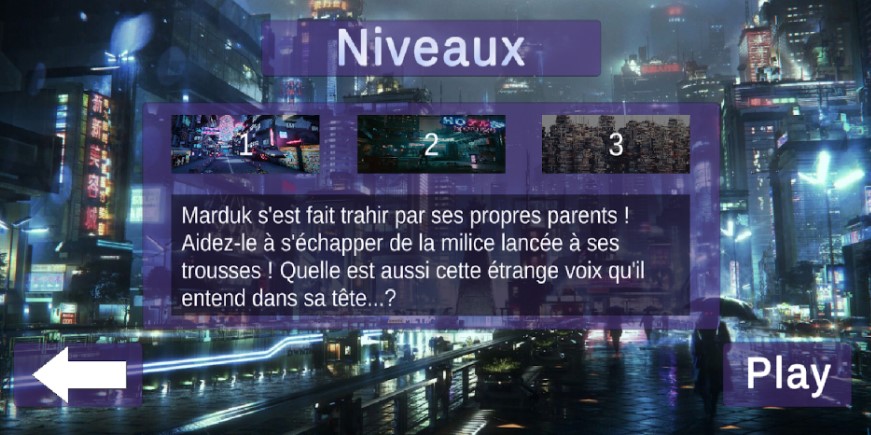 Niveaux
1
2
3
Marduk s'est fait trahir par ses propres parents !
Aidez-le à s'échapper de la milice lancée à ses
trousses ! Quelle est aussi cette étrange voix qu'il
entend dans sa tête...?
Play